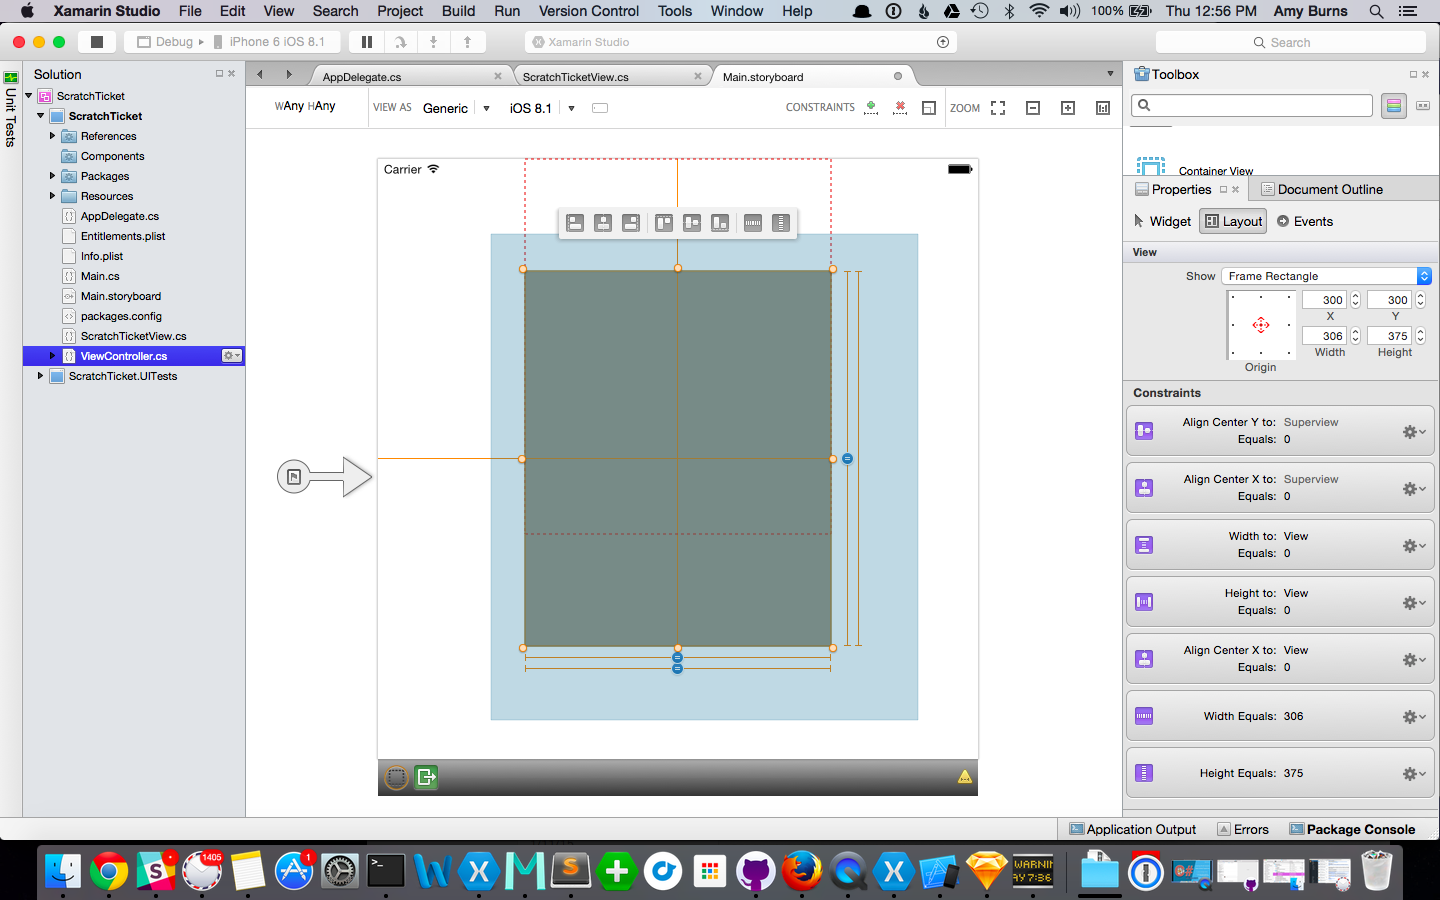 Xamarin Studio File Edit View Search Project Build Run Version Control Tools Window Help 100% Thu 12:56 PM Amy Burns
Debug iPhone 6 iOS 8.1 Xamarin Studio Search
Unit Tests
Solution
ScratchTicket
ScratchTicket
References
Components
Packages
Resources
AppDelegate.cs
Entitlements.plist
Info.plist
Main.cs
Main.storyboard
packages.config
ScratchTicketView.cs
ViewController.cs
ScratchTicket.UITests
AppDelegate.cs ScratchTicketView.cs Main.storyboard
wAny hAny VIEW AS Generic iOS 8.1 CONSTRAINTS ZOOM
Carrier
Toolbox
Container View
Properties Document Outline
Widget Layout Events
View
Show Frame Rectangle
300 300
X Y
306 375
Width Height
Origin
Constraints
Align Center Y to: Superview
Equals: 0
Align Center X to: Superview
Equals: 0
Width to: View
Equals: 0
Height to: View
Equals: 0
Align Center X to: View
Equals: 0
Width Equals: 306
Height Equals: 375
Application Output Errors Package Console
1405
1
WARNIN
AY 7:36